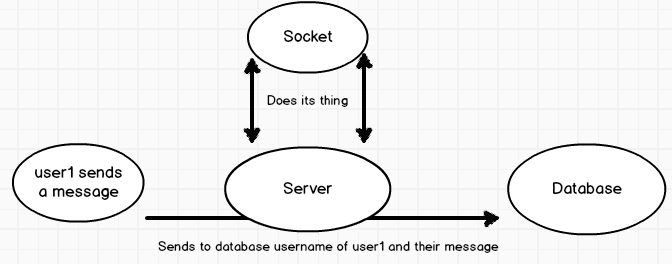 Socket
Does its thing
user1 sends
a message
Server
Database
Sends to database username of user1 and their message